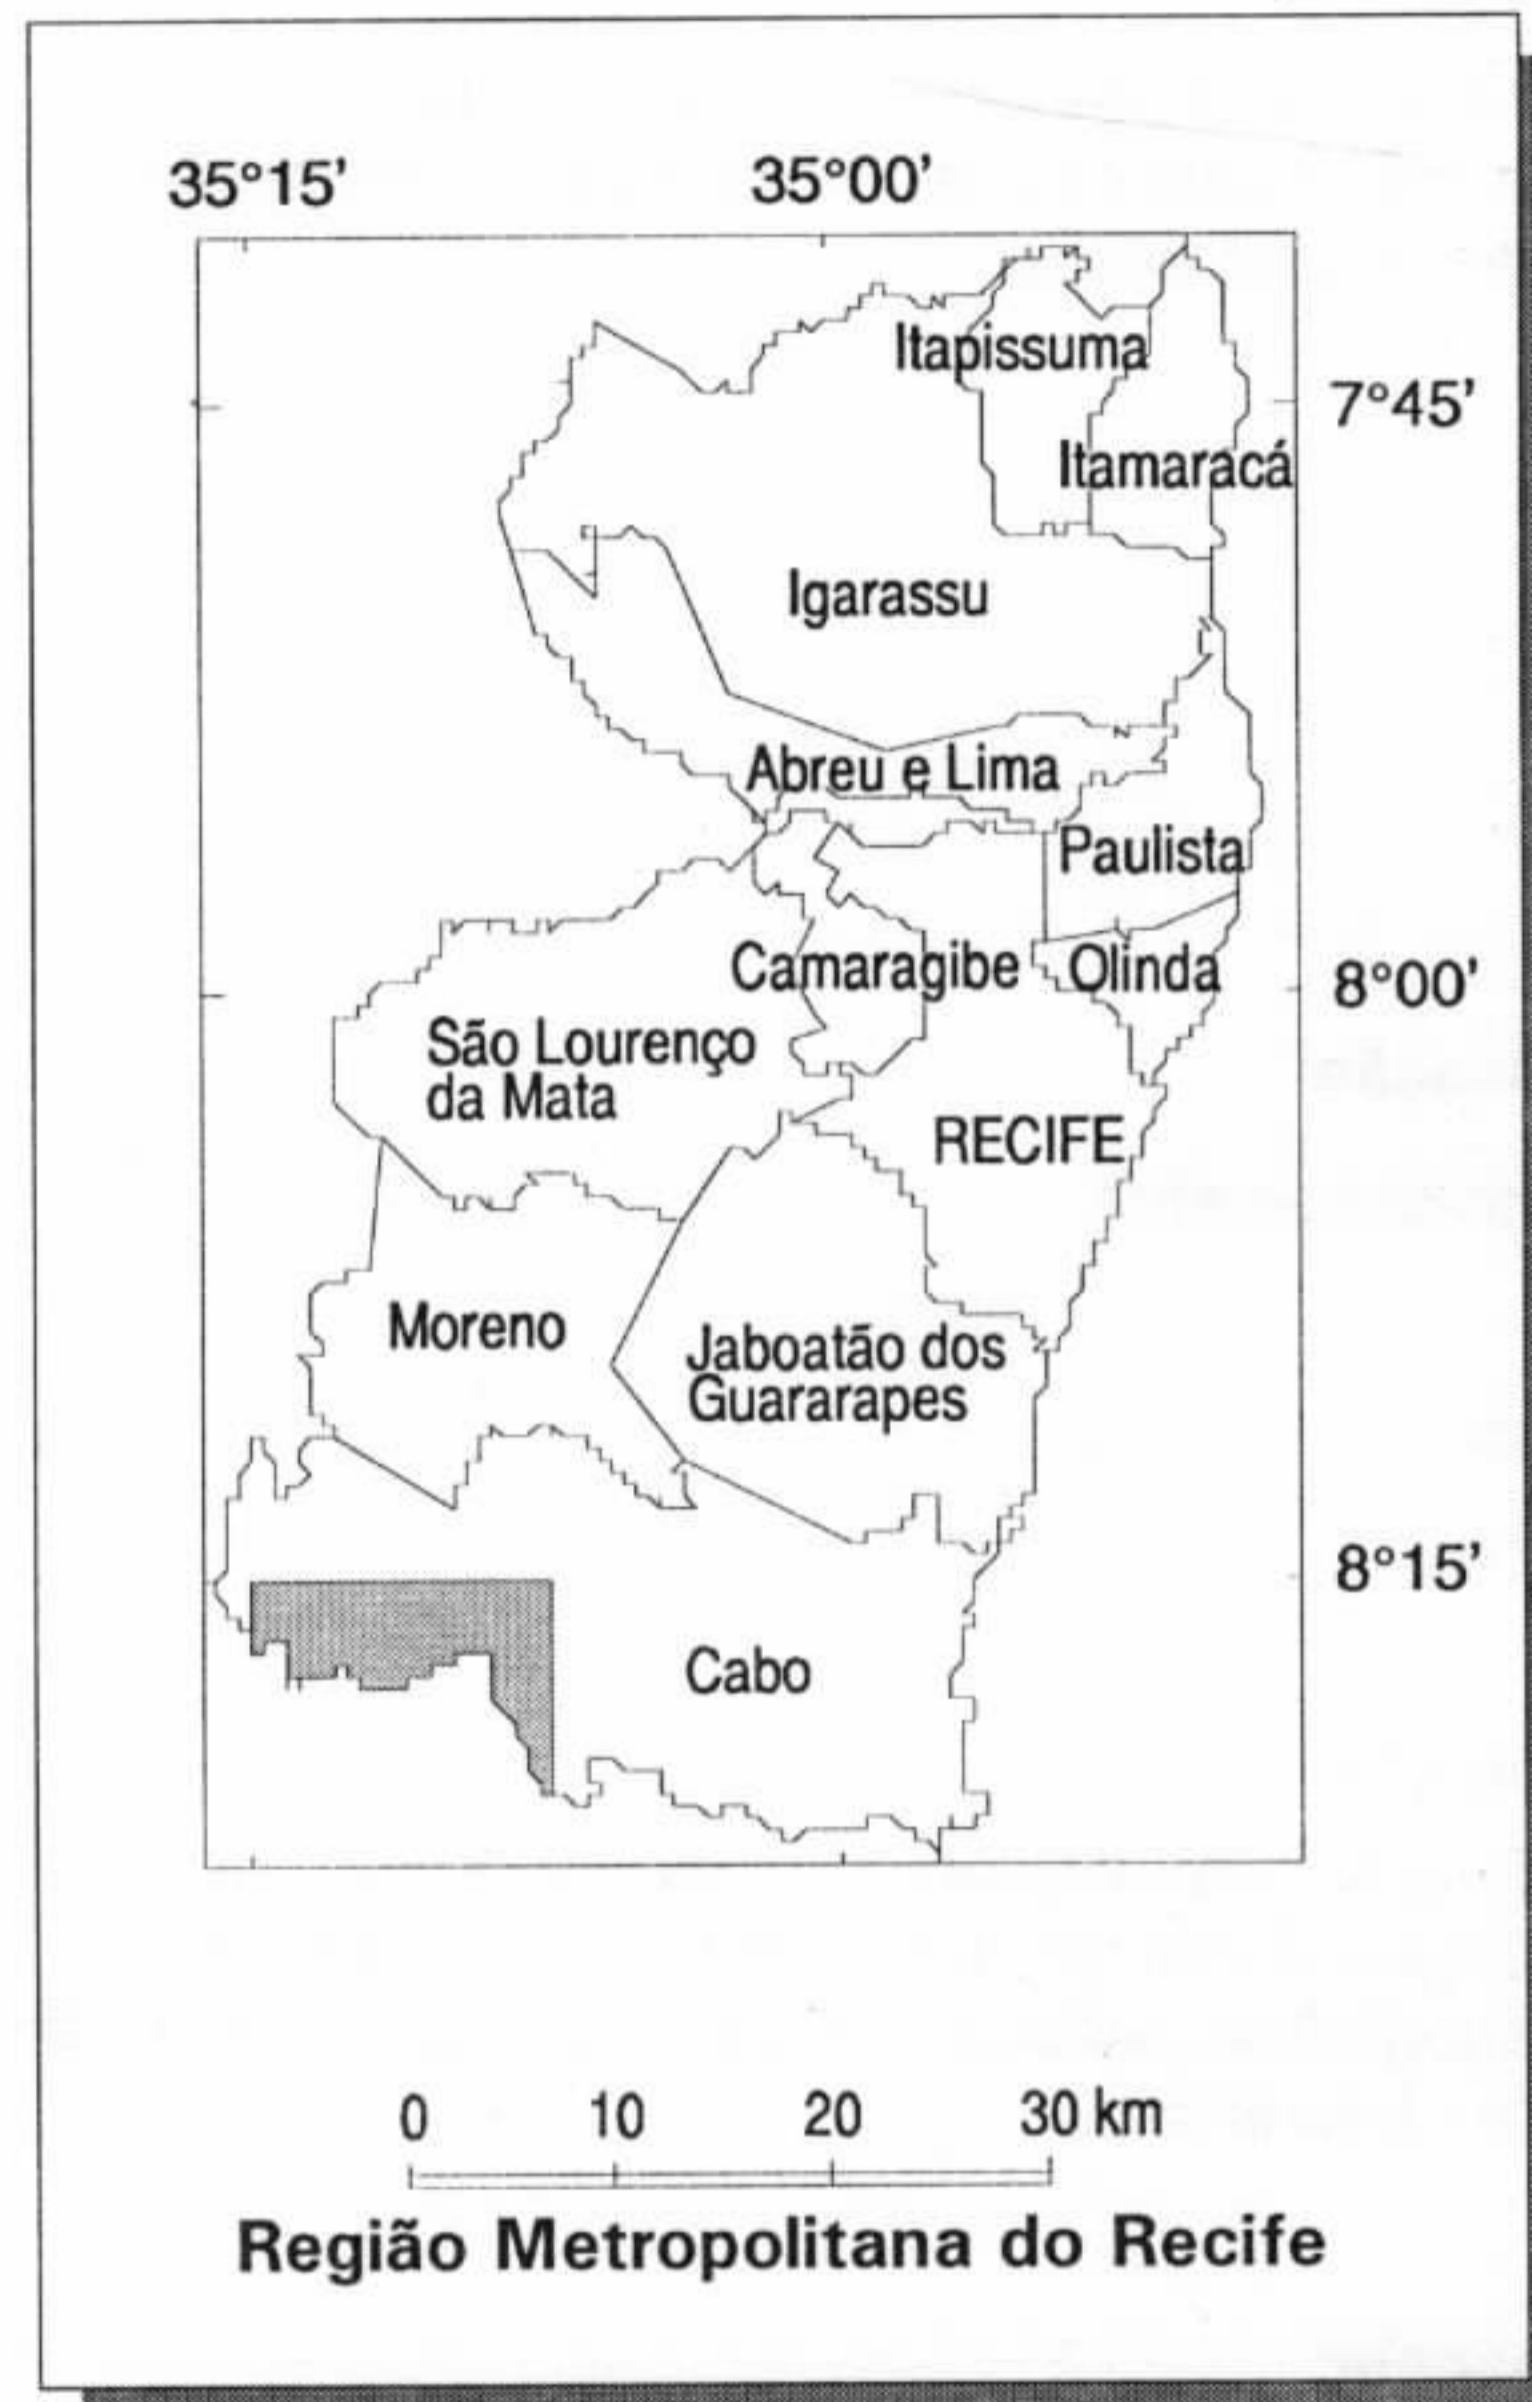 35°15' 35°00'
Itapissuma
7°45'
Itamaracá
Igarassu
Abreu e Lima
Paulista
Camaragibe
Olinda
8°00'
São Lourenço
da Mata
RECIFE
Moreno
Jaboatão dos
Guararapes
8°15'
Cabo
0 10 20 30 km
Região Metropolitana do Recife